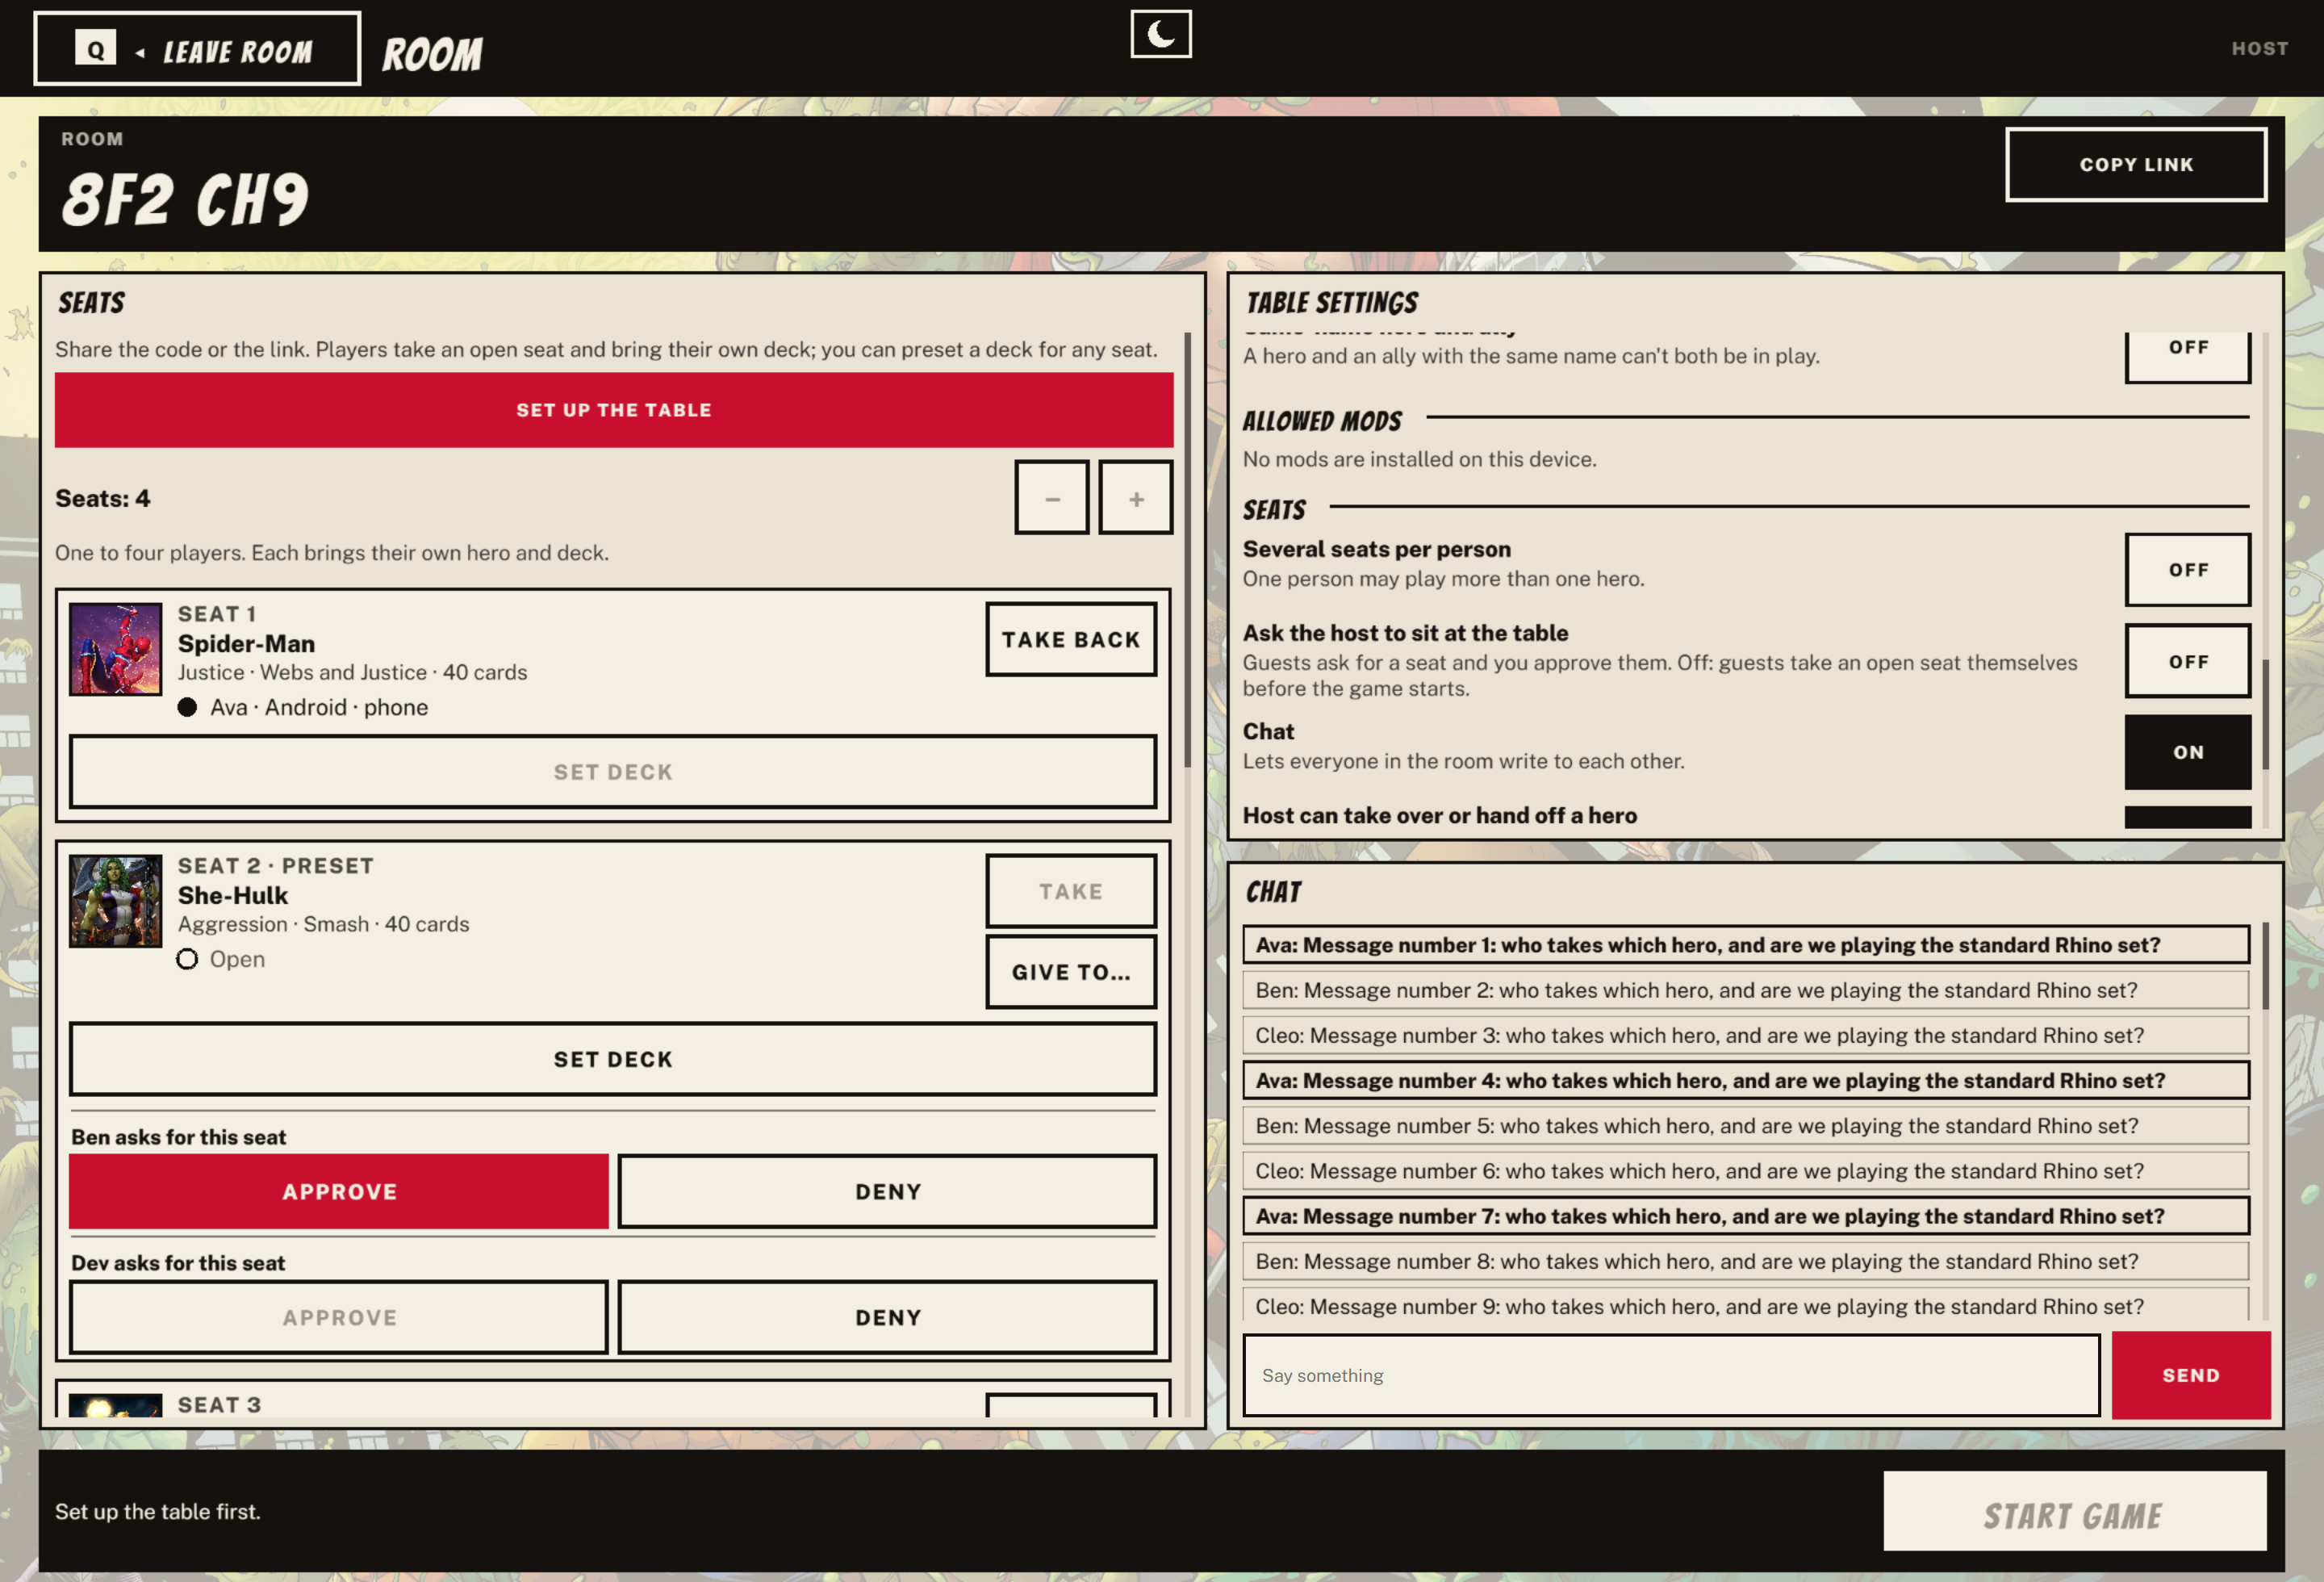 Q ◂ LEAVE ROOM
ROOM
HOST
ROOM
8F2 CH9
COPY LINK
SEATS
Share the code or the link. Players take an open seat and bring their own deck; you can preset a deck for any seat.
SET UP THE TABLE
Seats: 4
− +
One to four players. Each brings their own hero and deck.
SEAT 1
Spider-Man
Justice · Webs and Justice · 40 cards
Ava · Android · phone
TAKE BACK
SET DECK
SEAT 2 · PRESET
She-Hulk
Aggression · Smash · 40 cards
Open
TAKE
GIVE TO...
SET DECK
Ben asks for this seat
APPROVE
DENY
Dev asks for this seat
APPROVE
DENY
SEAT 3
TABLE SETTINGS
A hero and an ally with the same name can't both be in play.
OFF
ALLOWED MODS
No mods are installed on this device.
SEATS
Several seats per person
One person may play more than one hero.
OFF
Ask the host to sit at the table
Guests ask for a seat and you approve them. Off: guests take an open seat themselves
before the game starts.
OFF
Chat
Lets everyone in the room write to each other.
ON
Host can take over or hand off a hero
CHAT
Ava: Message number 1: who takes which hero, and are we playing the standard Rhino set?
Ben: Message number 2: who takes which hero, and are we playing the standard Rhino set?
Cleo: Message number 3: who takes which hero, and are we playing the standard Rhino set?
Ava: Message number 4: who takes which hero, and are we playing the standard Rhino set?
Ben: Message number 5: who takes which hero, and are we playing the standard Rhino set?
Cleo: Message number 6: who takes which hero, and are we playing the standard Rhino set?
Ava: Message number 7: who takes which hero, and are we playing the standard Rhino set?
Ben: Message number 8: who takes which hero, and are we playing the standard Rhino set?
Cleo: Message number 9: who takes which hero, and are we playing the standard Rhino set?
Say something
SEND
Set up the table first.
START GAME